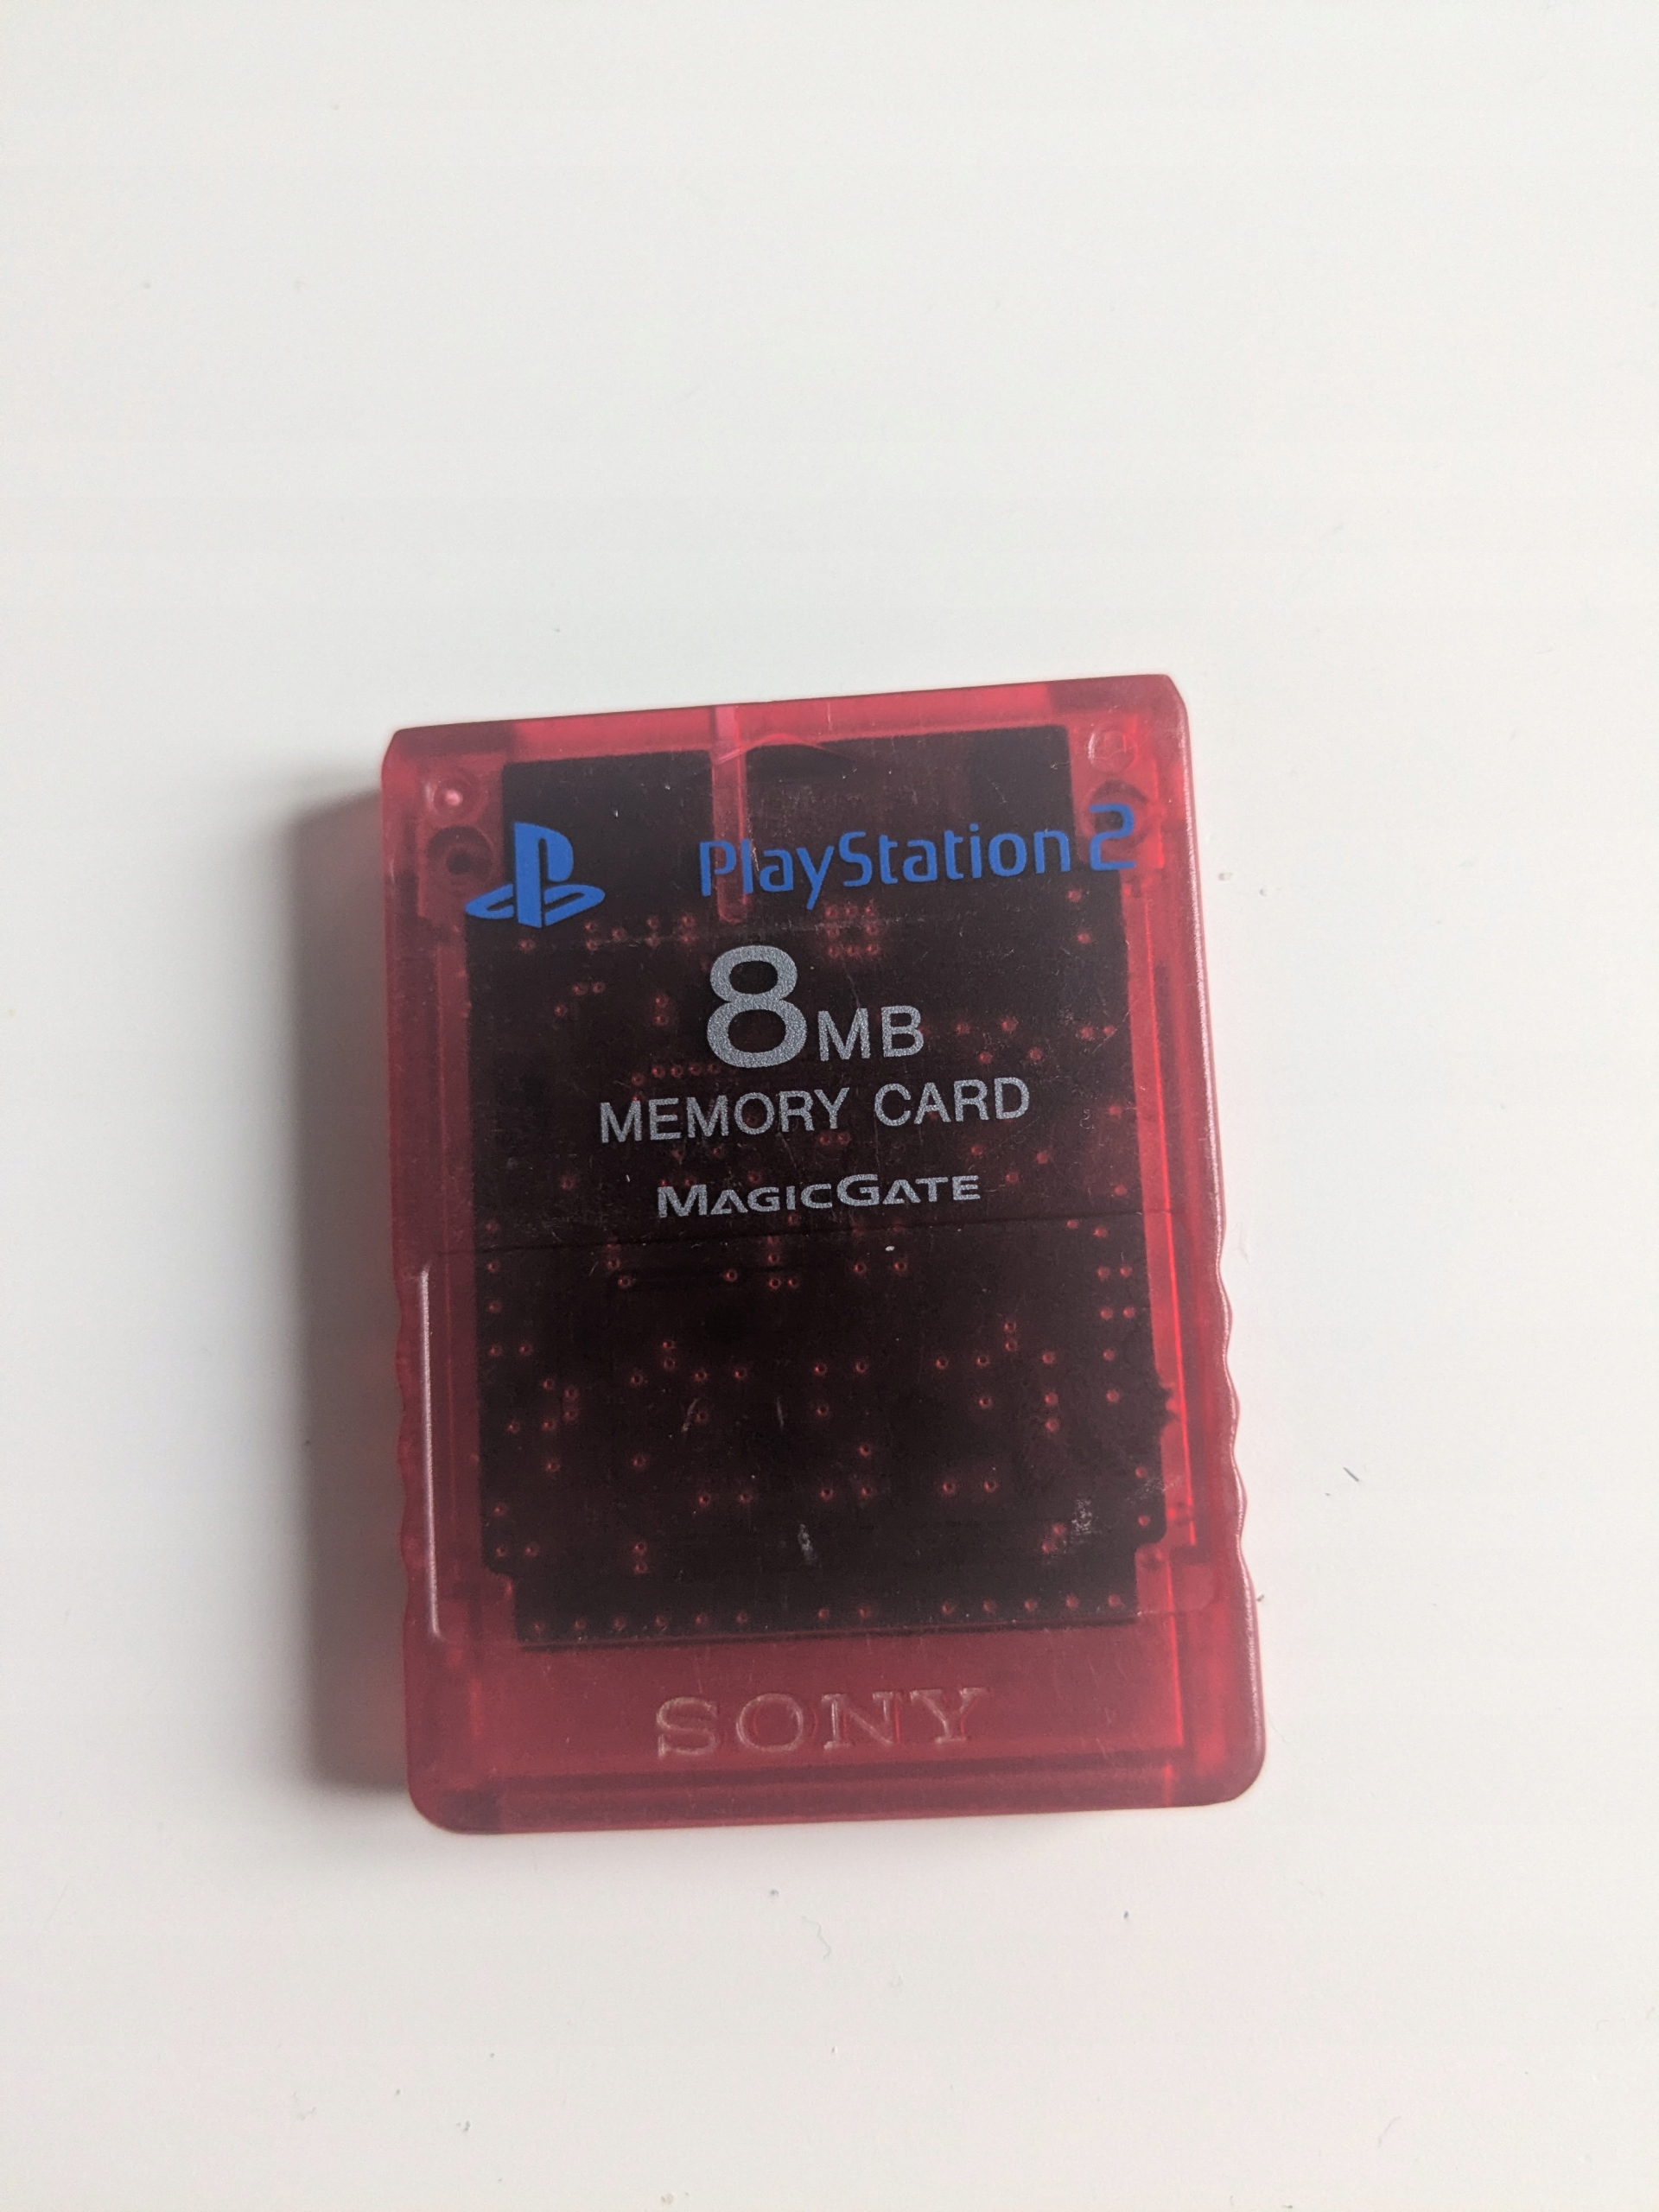 PlayStation 2
8MB
MEMORY CARD
MAGICGATE
SONY